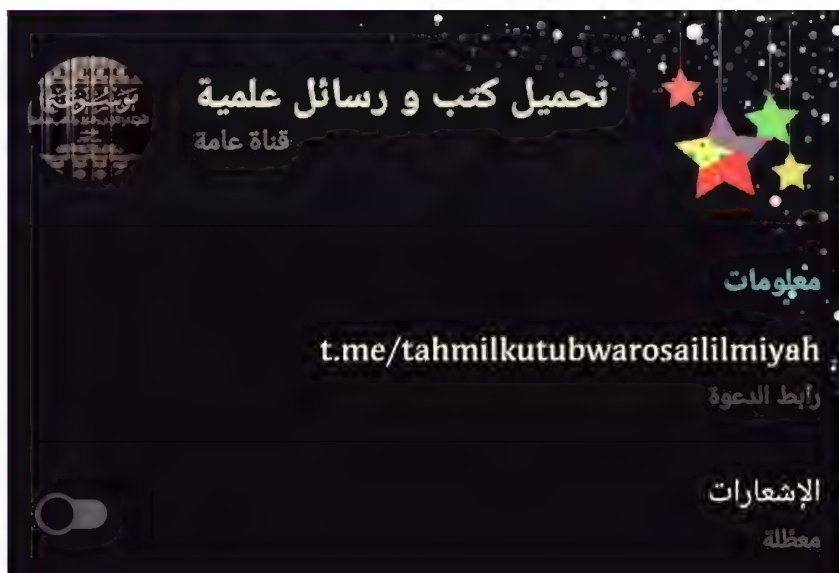 تحميل كتب و رسائل علمية
قناة عامة
معلومات
t.me/tahmilkutubwarosaililmiyah
رابط الدعوة
الإشعارات
معطلة